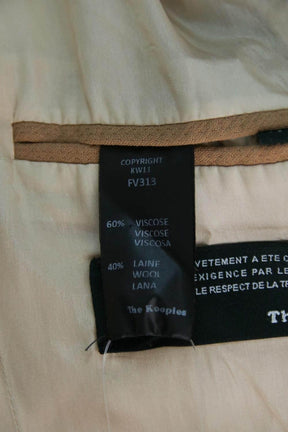 COPYRIGHT
KW11
FV313
60% VISCOSE
VISCOSE
VISCOSA
40% LAINE
WOOL
LANA
The Kooples
VETEMENT A ETE
EXIGENCE PAR LE
LE RESPECT DE LA
Th